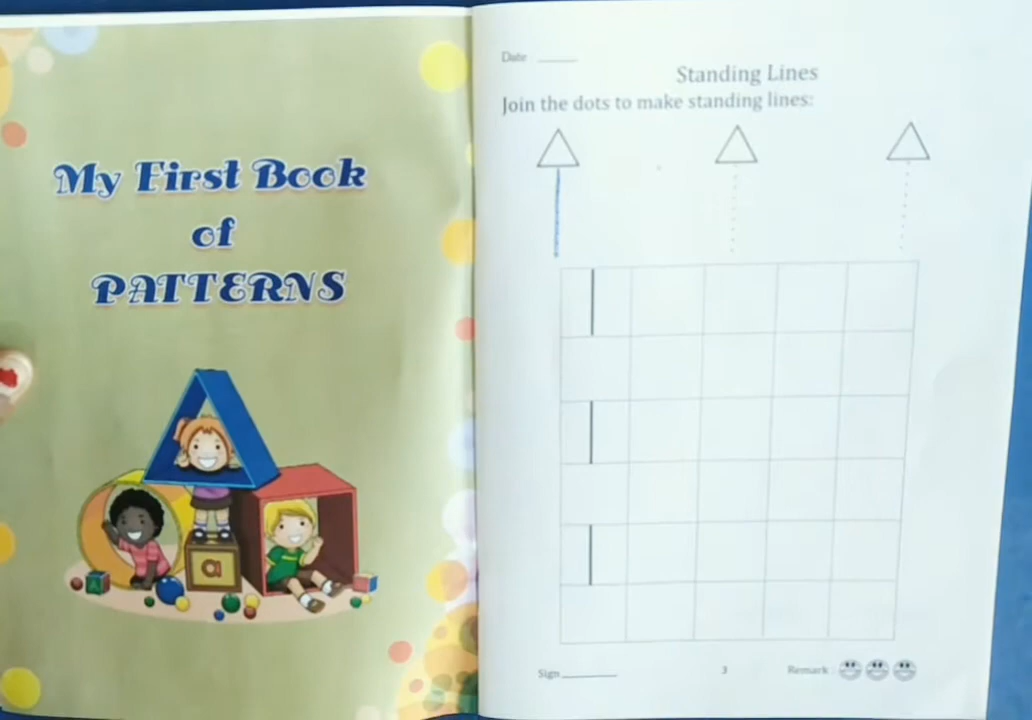 My First Book
of
PATTERNS
a
Date
Standing Lines
Join the dots to make standing lines:
Sign
3
Remark